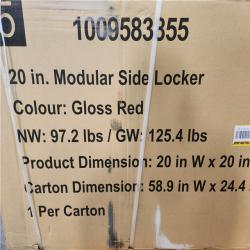 1009583855
20 in. Modular Side Locker
Colour: Gloss Red
NW: 97.2 lbs / GW: 125.4 lbs
Product Dimension: 20 in W x 20 in
Carton Dimension: 58.9 in W x 24.4
1 Per Carton